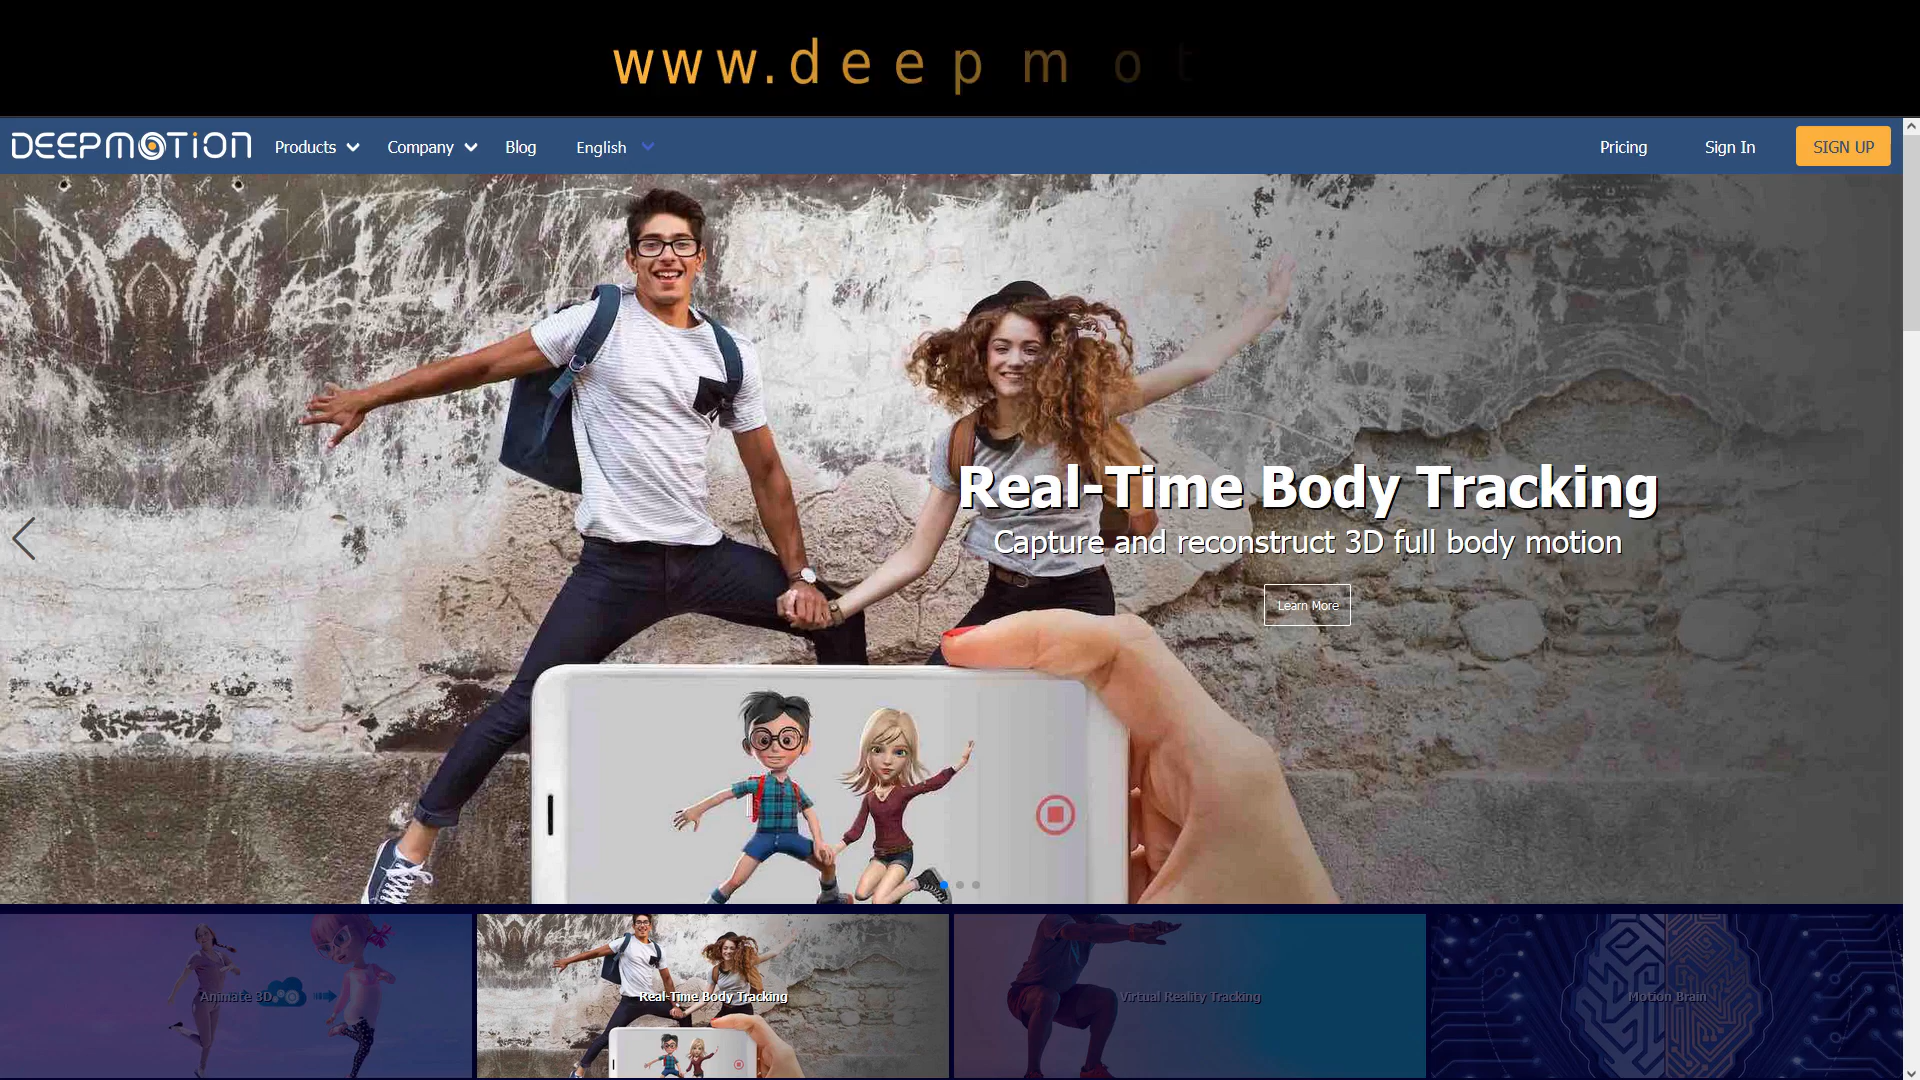 www.deepmot
DEEPMOTION Products Company Blog English Pricing Sign In SIGN UP
Real-Time Body Tracking
Capture and reconstruct 3D full body motion
Learn More
Animate 3D Real-Time Body Tracking Virtual Reality Tracking Motion Brain